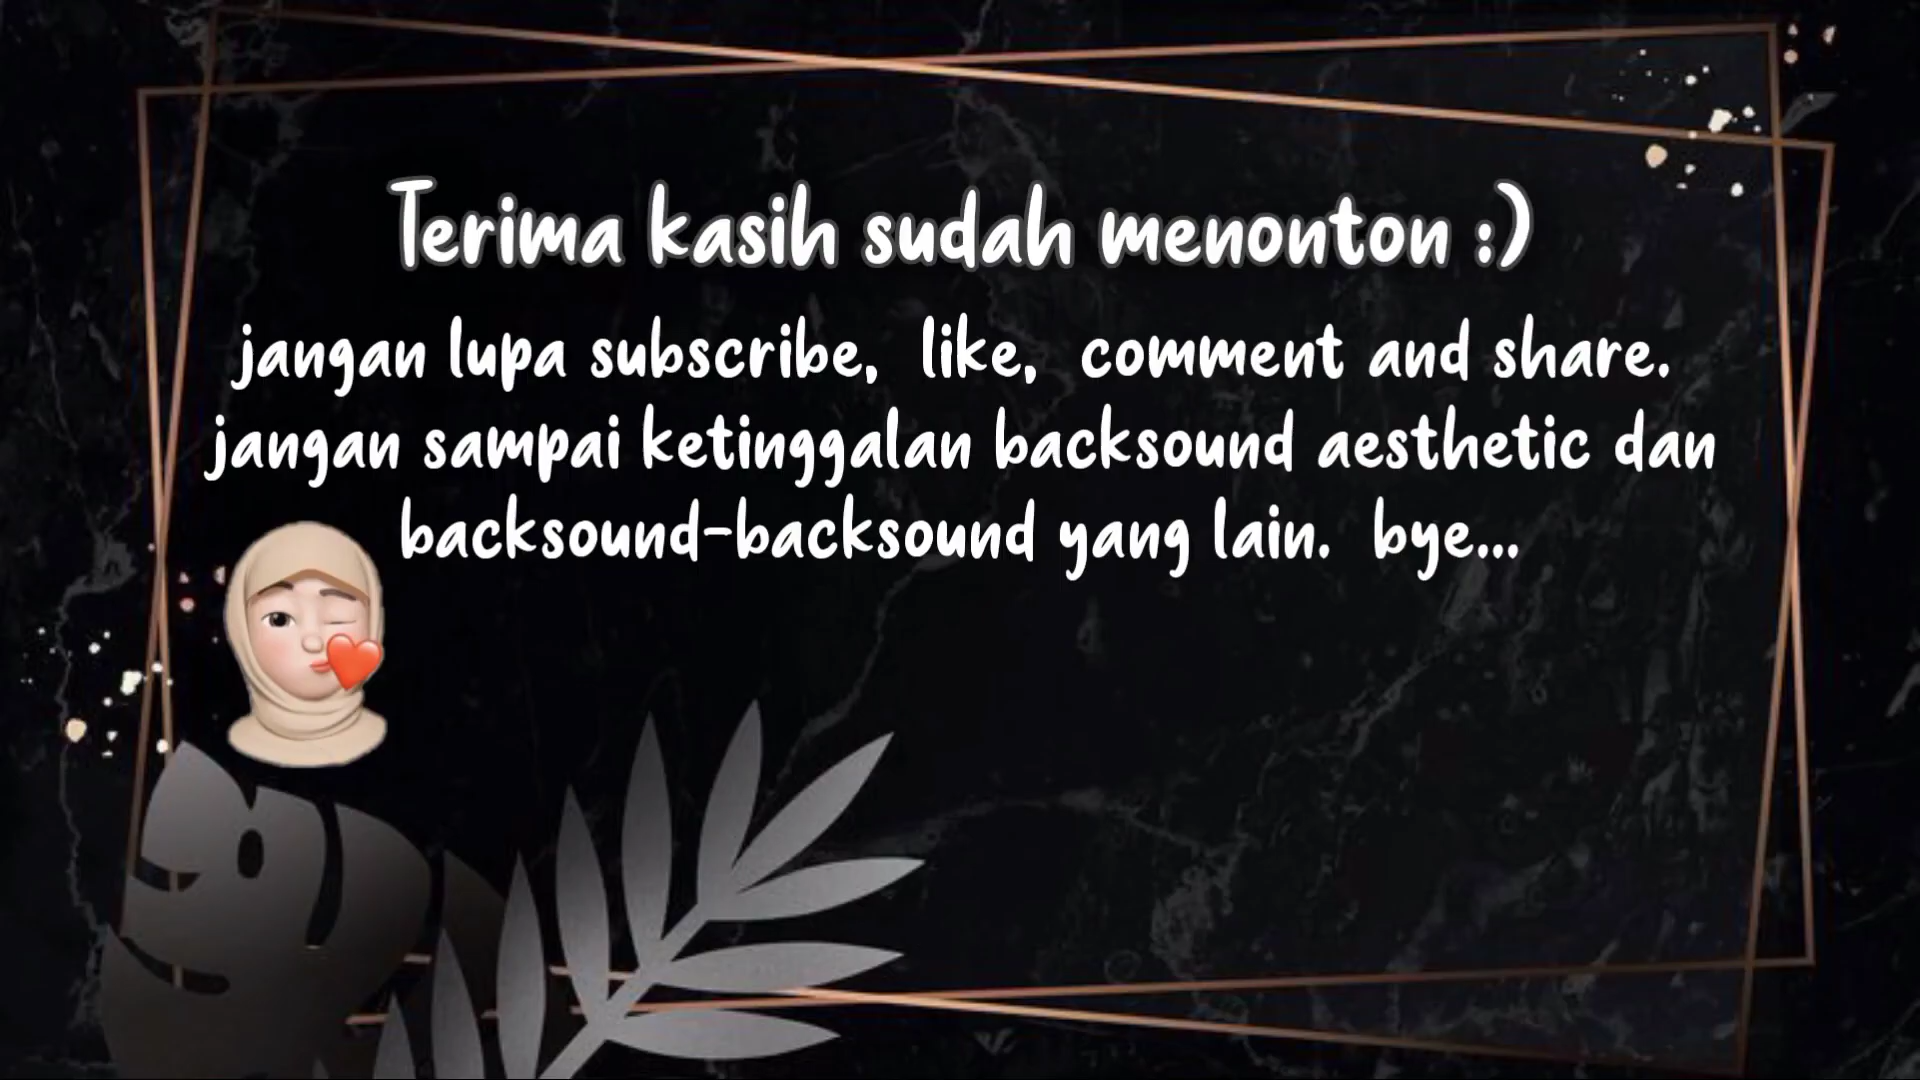 Terima kasih sudah menonton :)
jangan lupa subscribe, like, comment and share.
jangan sampai ketinggalan backsound aesthetic dan
backsound-backsound yang lain. bye...